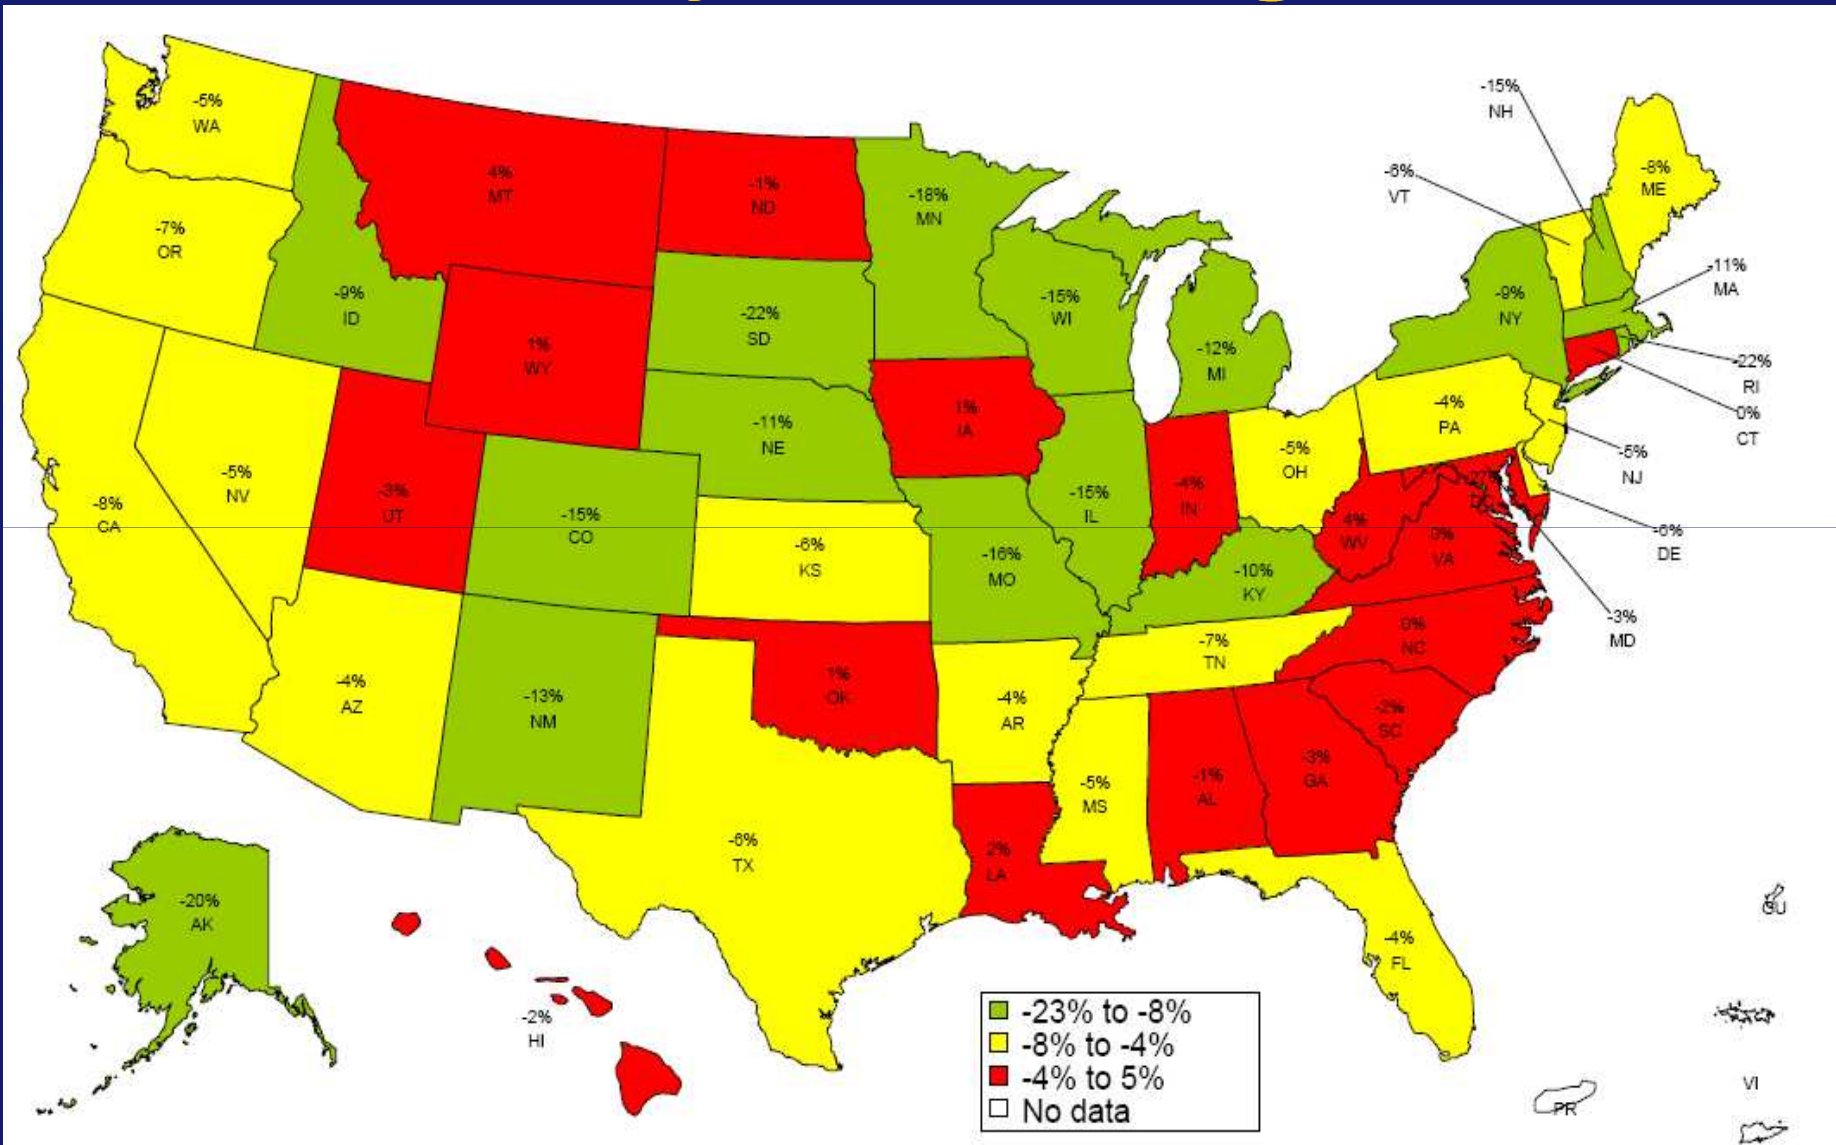 -5%
WA
-7%
OR
-8%
CA
-5%
NV
-9%
ID
4%
MT
1%
WY
-3%
UT
-4%
AZ
-15%
CO
-13%
NM
-1%
ND
-22%
SD
-11%
NE
-6%
KS
1%
OK
-6%
TX
-18%
MN
1%
IA
-16%
MO
-4%
AR
2%
LA
-15%
WI
-15%
IL
-12%
MI
-4%
IN
-5%
OH
-10%
KY
-7%
TN
-5%
MS
-1%
AL
-3%
GA
-4%
FL
-2%
SC
0%
NC
0%
VA
4%
WV
DC
-4%
PA
-9%
NY
-6%
VT
-15%
NH
-8%
ME
-11%
MA
-22%
RI
0%
CT
-5%
NJ
-6%
DE
-3%
MD
-20%
AK
-2%
HI
GU
VI
PR
-23% to -8%
-8% to -4%
-4% to 5%
No data